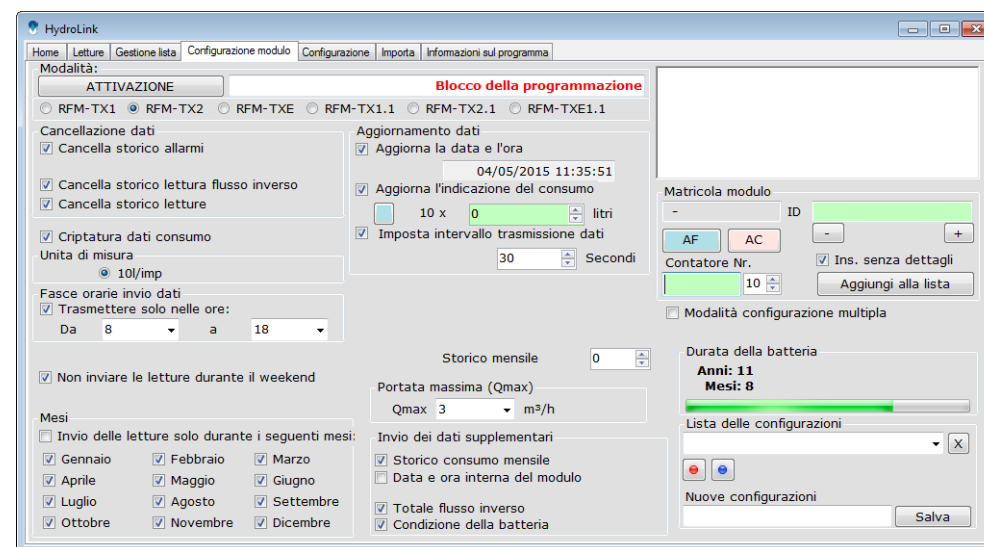 HydroLink
Home Letture Gestione lista Configurazione modulo Configurazione Importa Informazioni sul programma
Modalità:
ATTIVAZIONE Blocco della programmazione
RFM-TX1 RFM-TX2 RFM-TXE RFM-TX1.1 RFM-TX2.1 RFM-TXE1.1
Cancellazione dati
Cancella storico allarmi
Cancella storico lettura flusso inverso
Cancella storico letture
Criptatura dati consumo
Unita di misura
10l/imp
Fasce orarie invio dati
Trasmettere solo nelle ore:
Da 8 a 18
Non inviare le letture durante il weekend
Mesi
Invio delle letture solo durante i seguenti mesi:
Gennaio Febbraio Marzo
Aprile Maggio Giugno
Luglio Agosto Settembre
Ottobre Novembre Dicembre
Aggiornamento dati
Aggiorna la data e l'ora
04/05/2015 11:35:51
Aggiorna l'indicazione del consumo
10 x 0 litri
Imposta intervallo trasmissione dati
30 Secondi
Storico mensile 0
Portata massima (Qmax)
Qmax 3 m³/h
Invio dei dati supplementari
Storico consumo mensile
Data e ora interna del modulo
Totale flusso inverso
Condizione della batteria
Matricola modulo
- ID
AF AC - +
Contatore Nr. Ins. senza dettagli
10 Aggiungi alla lista
Modalità configurazione multipla
Durata della batteria
Anni: 11
Mesi: 8
Lista delle configurazioni
X
Nuove configurazioni
Salva